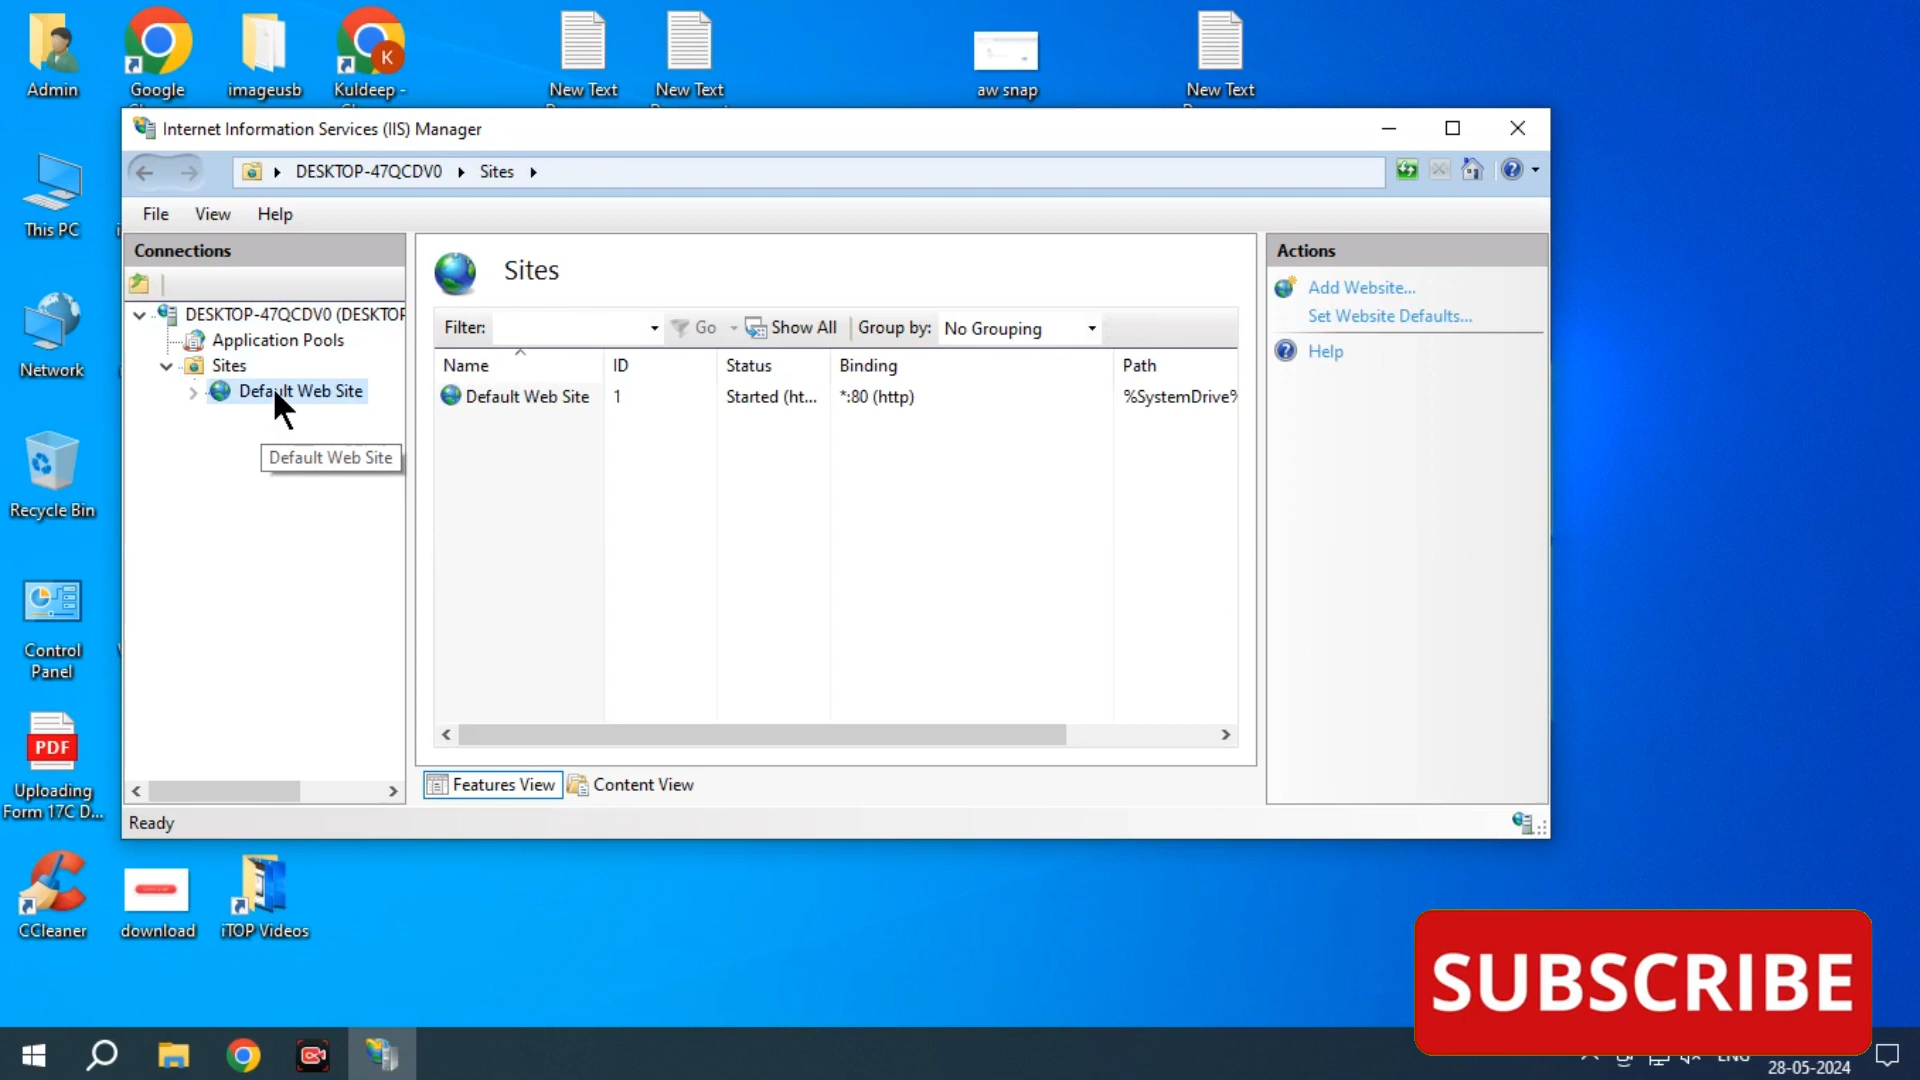 Admin
Google
imageusb
Kuldeep -
New Text
New Text
aw snap
New Text
This PC
Network
Recycle Bin
Control
Panel
PDF
Uploading
Form 17C D...
CCleaner
download
iTOP Videos
Internet Information Services (IIS) Manager
DESKTOP-47QCDV0
Sites
File
View
Help
Connections
DESKTOP-47QCDV0 (DESKTOP
Application Pools
Sites
Default Web Site
Default Web Site
Sites
Filter:
Go
Show All
Group by:
No Grouping
Name
ID
Status
Binding
Path
Default Web Site
1
Started (ht...
*:80 (http)
%SystemDrive%
Features View
Content View
Actions
Add Website...
Set Website Defaults...
Help
Ready
SUBSCRIBE
ENG
28-05-2024